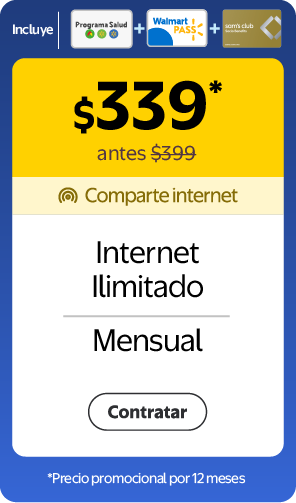 Incluye
Programa Salud
+
Walmart
PASS
+
sam's club
$339*
antes $399
Comparte internet
Internet
Ilimitado
Mensual
Contratar
*Precio promocional por 12 meses